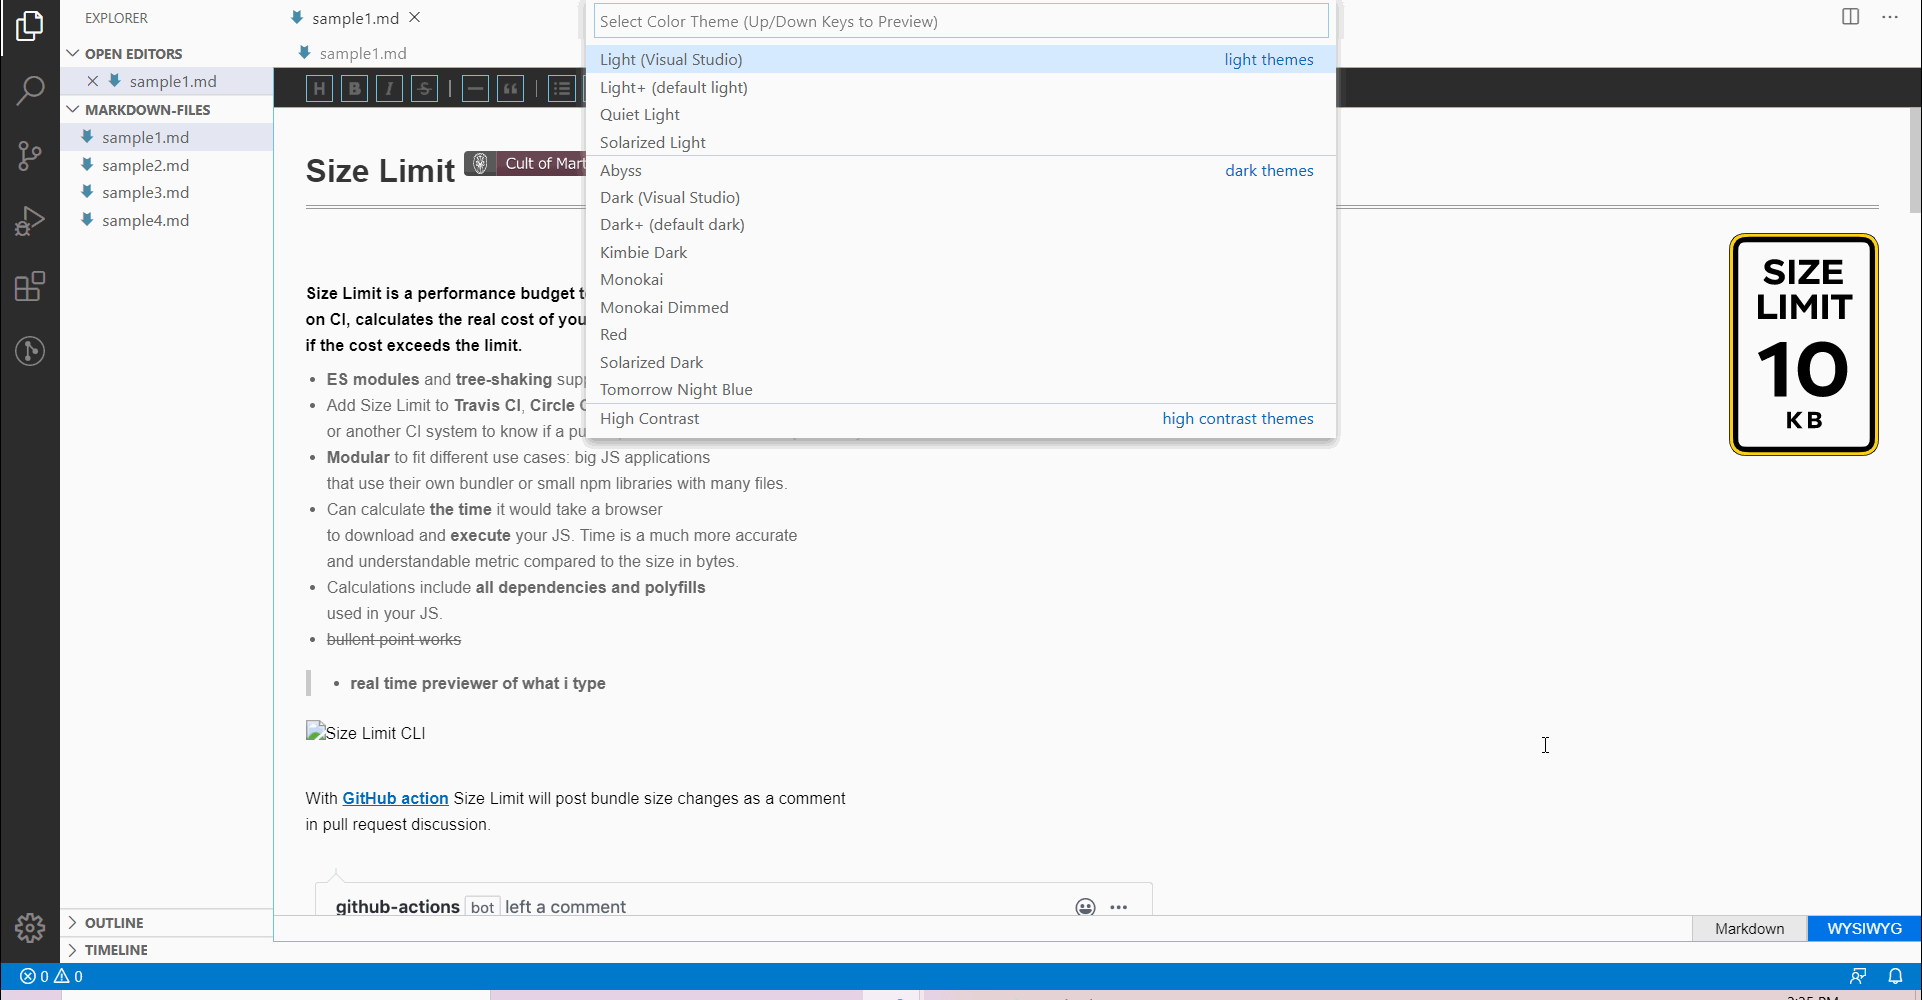 EXPLORER
OPEN EDITORS
sample1.md
MARKDOWN-FILES
sample1.md
sample2.md
sample3.md
sample4.md
OUTLINE
TIMELINE
sample1.md
sample1.md
Select Color Theme (Up/Down Keys to Preview)
Light (Visual Studio) light themes
Light+ (default light)
Quiet Light
Solarized Light
Abyss dark themes
Dark (Visual Studio)
Dark+ (default dark)
Kimbie Dark
Monokai
Monokai Dimmed
Red
Solarized Dark
Tomorrow Night Blue
High Contrast high contrast themes
H B I S
Size Limit Cult of Mart
SIZE
LIMIT
10
KB
Size Limit is a performance budget t
on CI, calculates the real cost of you
if the cost exceeds the limit.
• ES modules and tree-shaking sup
• Add Size Limit to Travis CI, Circle C
or another CI system to know if a pu
• Modular to fit different use cases: big JS applications
that use their own bundler or small npm libraries with many files.
• Can calculate the time it would take a browser
to download and execute your JS. Time is a much more accurate
and understandable metric compared to the size in bytes.
• Calculations include all dependencies and polyfills
used in your JS.
• bullent point works
• real time previewer of what i type
Size Limit CLI
With GitHub action Size Limit will post bundle size changes as a comment
in pull request discussion.
github-actions bot left a comment
Markdown WYSIWYG
0 0